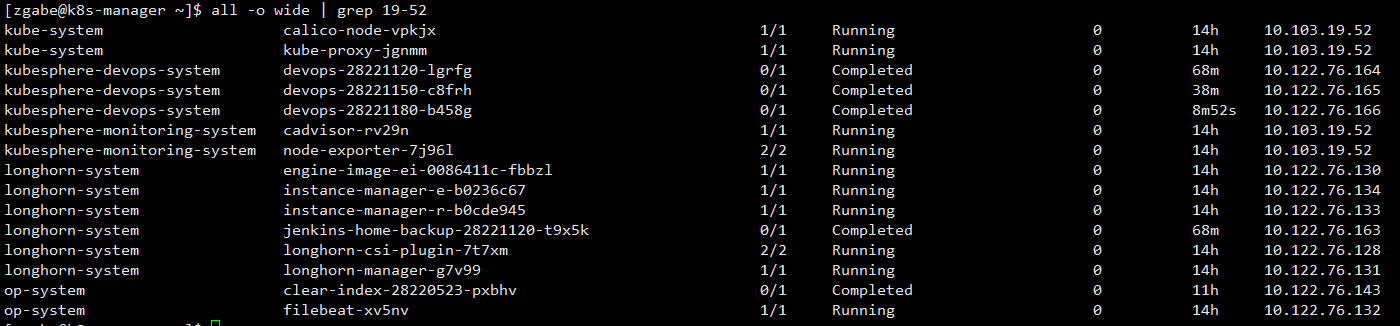 [zgabe@k8s-manager ~]$ all -o wide | grep 19-52
kube-system calico-node-vpkjx 1/1 Running 0 14h 10.103.19.52
kube-system kube-proxy-jgnmm 1/1 Running 0 14h 10.103.19.52
kubesphere-devops-system devops-28221120-lgrfg 0/1 Completed 0 68m 10.122.76.164
kubesphere-devops-system devops-28221150-c8frh 0/1 Completed 0 38m 10.122.76.165
kubesphere-devops-system devops-28221180-b458g 0/1 Completed 0 8m52s 10.122.76.166
kubesphere-monitoring-system cadvisor-rv29n 1/1 Running 0 14h 10.103.19.52
kubesphere-monitoring-system node-exporter-7j96l 2/2 Running 0 14h 10.103.19.52
longhorn-system engine-image-ei-0086411c-fbbzl 1/1 Running 0 14h 10.122.76.130
longhorn-system instance-manager-e-b0236c67 1/1 Running 0 14h 10.122.76.134
longhorn-system instance-manager-r-b0cde945 1/1 Running 0 14h 10.122.76.133
longhorn-system jenkins-home-backup-28221120-t9x5k 0/1 Completed 0 68m 10.122.76.163
longhorn-system longhorn-csi-plugin-7t7xm 2/2 Running 0 14h 10.122.76.128
longhorn-system longhorn-manager-g7v99 1/1 Running 0 14h 10.122.76.131
op-system clear-index-28220523-pxbhv 0/1 Completed 0 11h 10.122.76.143
op-system filebeat-xv5nv 1/1 Running 0 14h 10.122.76.132